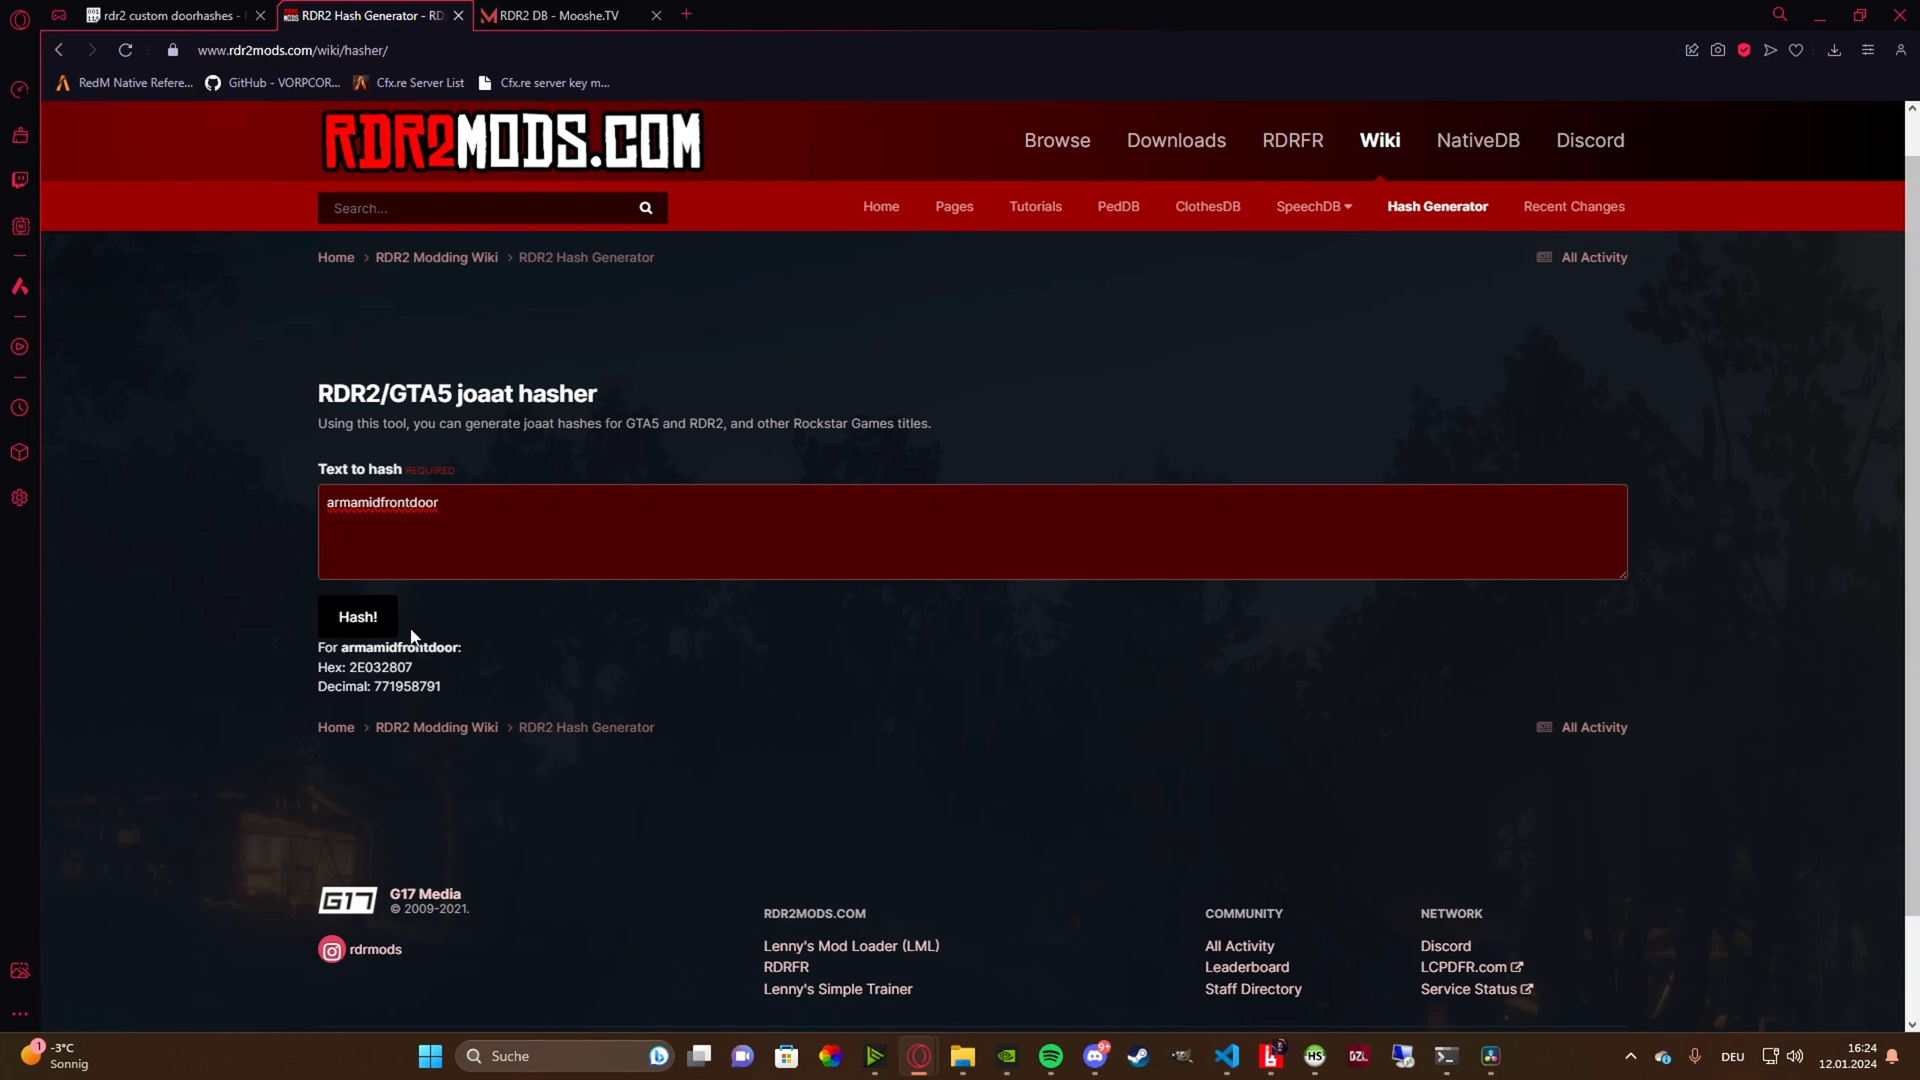 rdr2 custom doorhashes -
RDR2 Hash Generator - RD
RDR2 DB - Mooshe.TV
www.rdr2mods.com/wiki/hasher/
RedM Native Refere...
GitHub - VORPCOR...
Cfx.re Server List
Cfx.re server key m...
RDR2MODS.COM
Browse
Downloads
RDRFR
Wiki
NativeDB
Discord
Search...
Home
Pages
Tutorials
PedDB
ClothesDB
SpeechDB
Hash Generator
Recent Changes
Home > RDR2 Modding Wiki > RDR2 Hash Generator
All Activity
RDR2/GTA5 joaat hasher
Using this tool, you can generate joaat hashes for GTA5 and RDR2, and other Rockstar Games titles.
Text to hash REQUIRED
armamidfrontdoor
Hash!
For armamidfrontdoor:
Hex: 2E032807
Decimal: 771958791
Home > RDR2 Modding Wiki > RDR2 Hash Generator
All Activity
G17
G17 Media
© 2009-2021.
rdrmods
RDR2MODS.COM
Lenny's Mod Loader (LML)
RDRFR
Lenny's Simple Trainer
COMMUNITY
All Activity
Leaderboard
Staff Directory
NETWORK
Discord
LCPDFR.com
Service Status
1
-3°C
Sonnig
Suche
9+
HS
DZL
DEU
16:24
12.01.2024